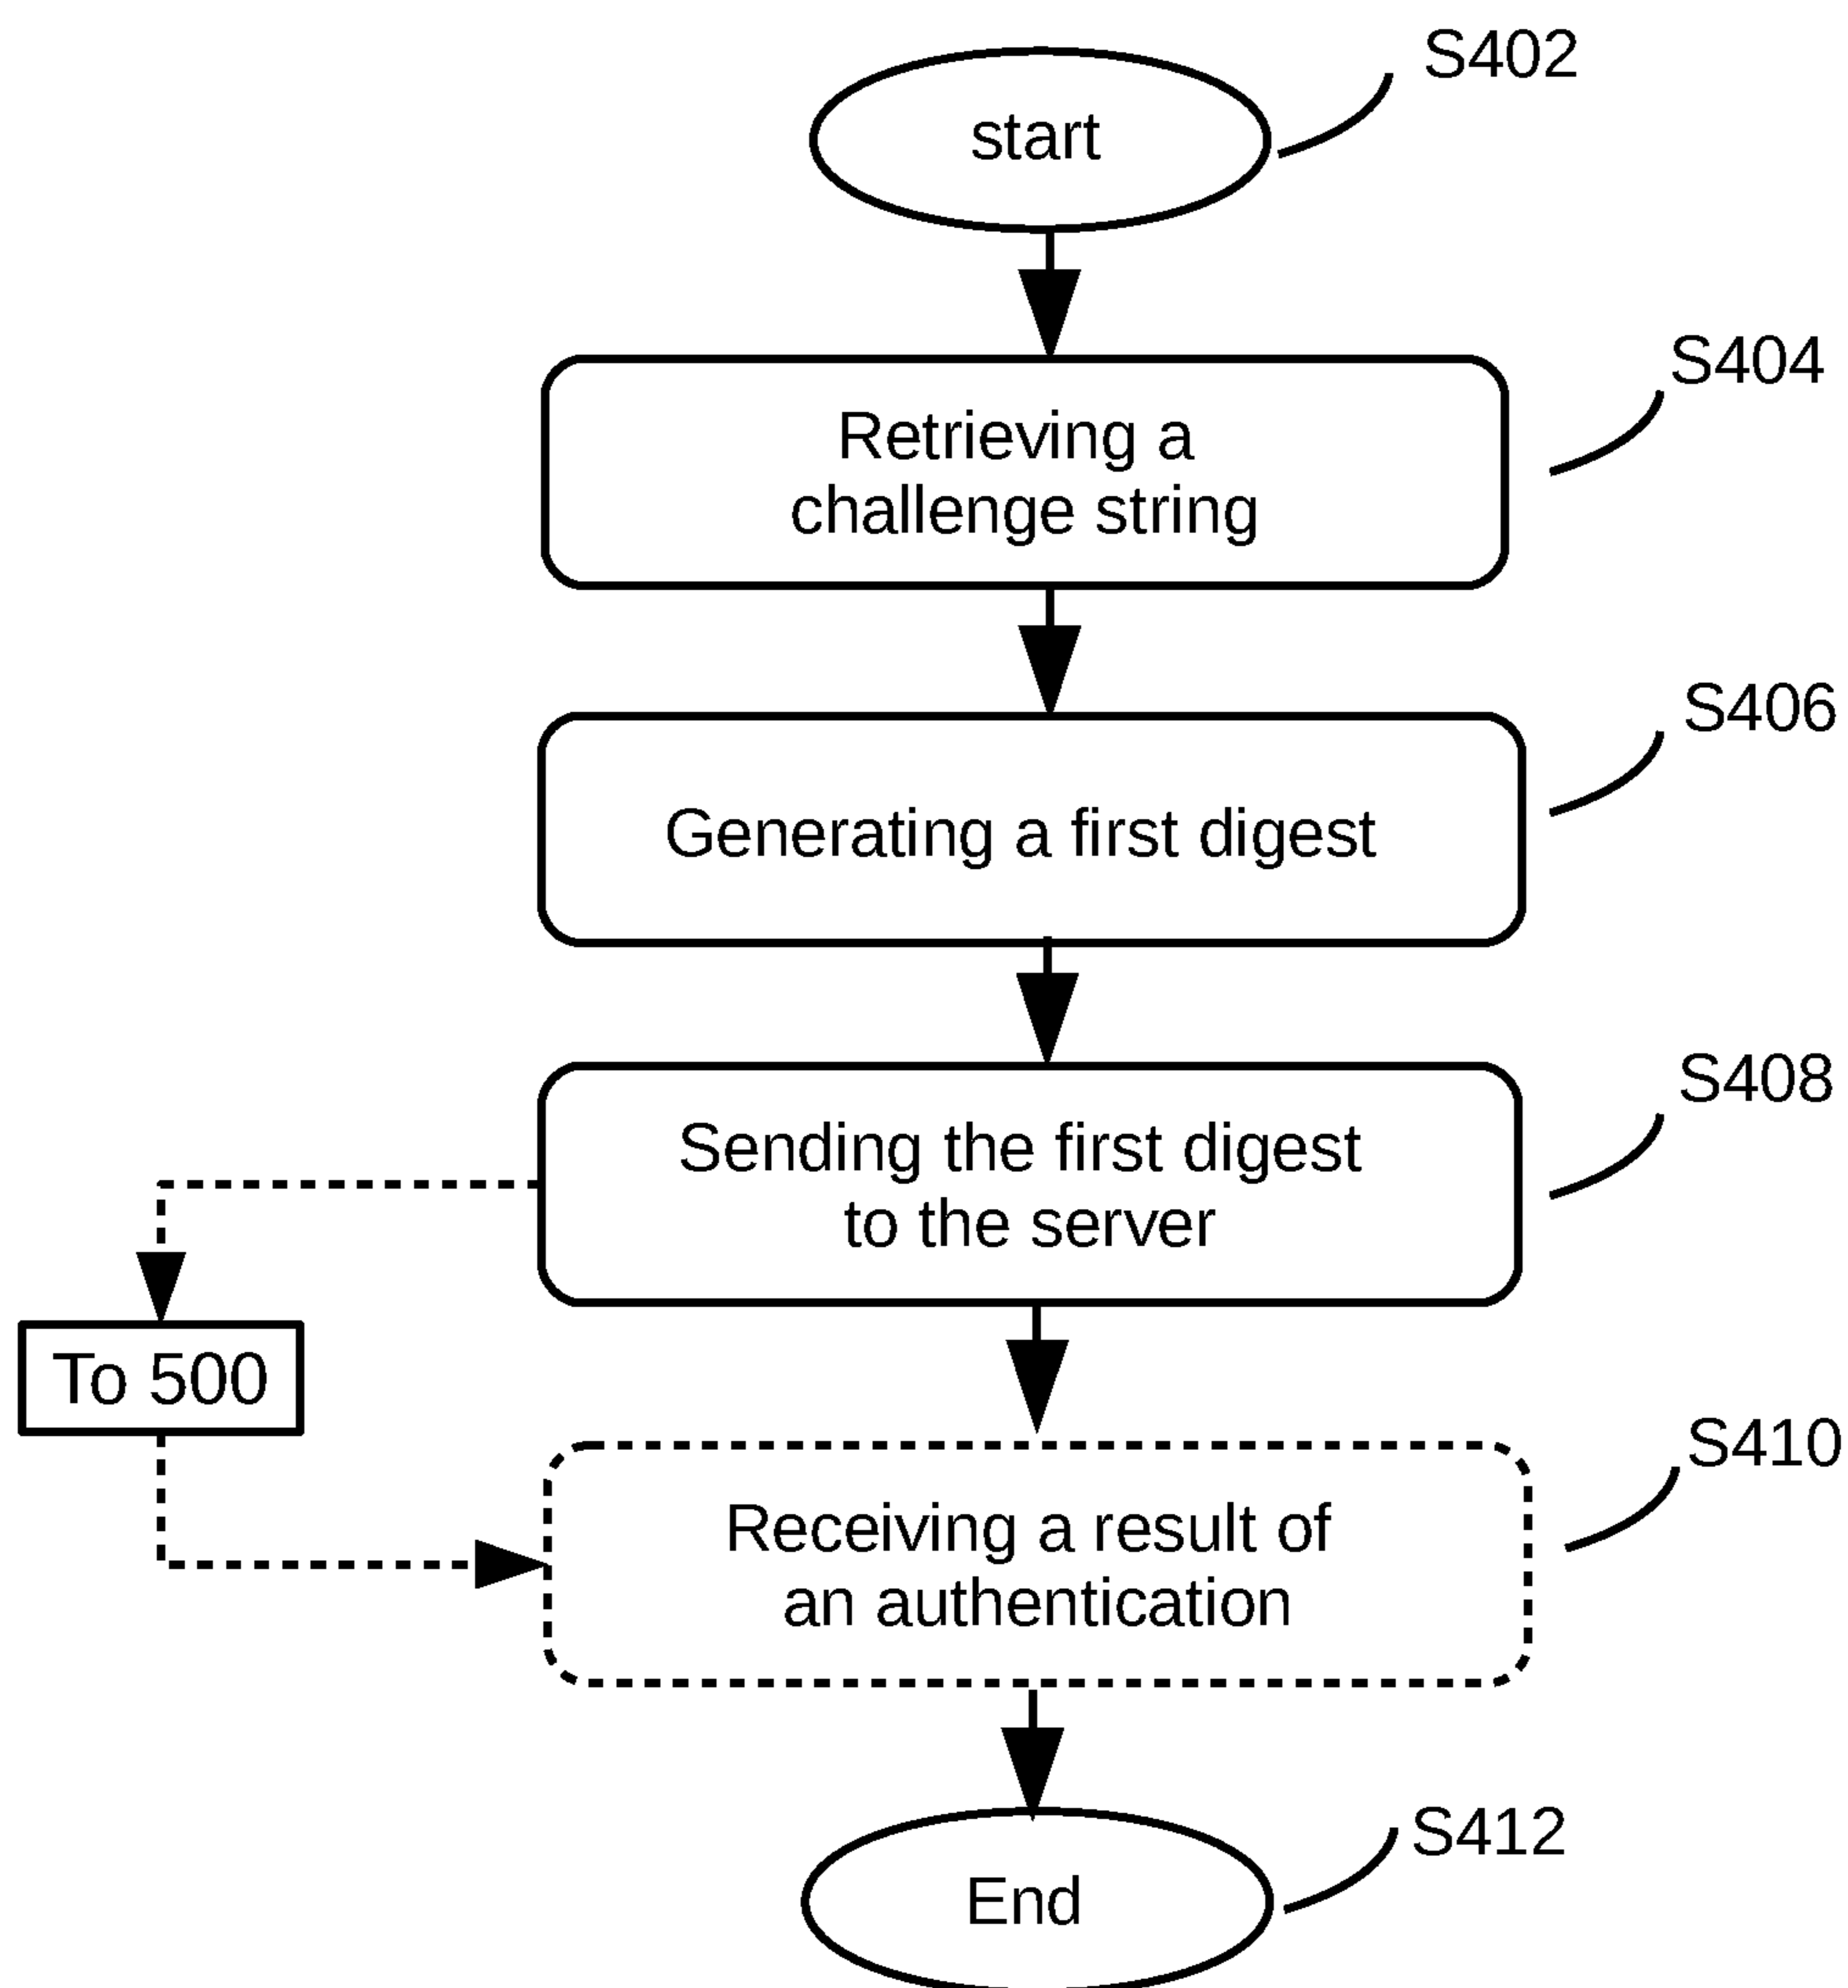 S402
start
S404
Retrieving a
challenge string
S406
Generating a first digest
S408
Sending the first digest
to the server
To 500
S410
Receiving a result of
an authentication
S412
End